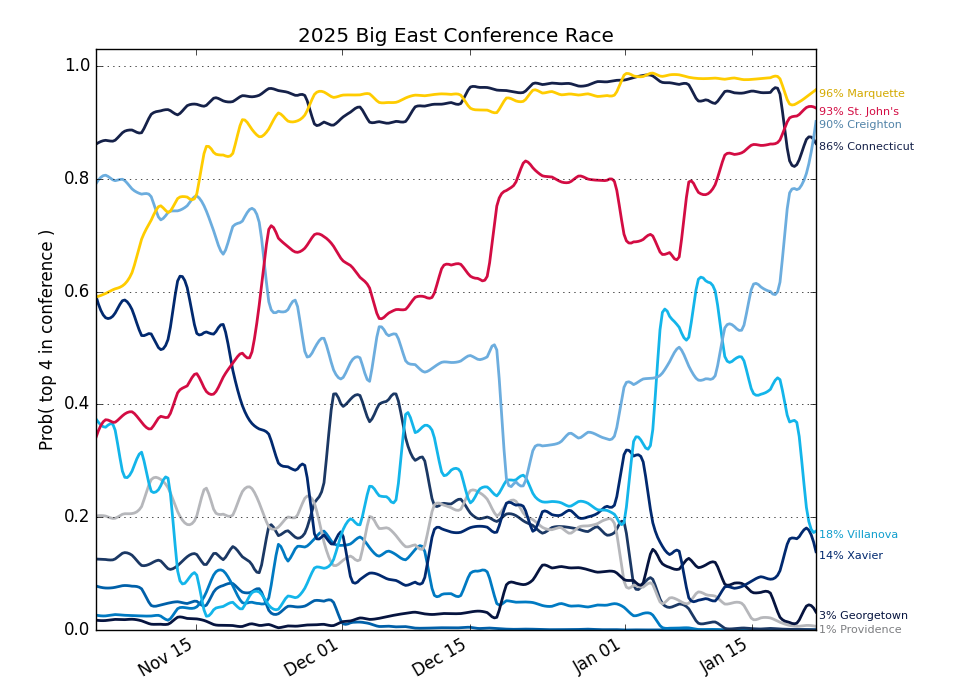 2025 Big East Conference Race
Prob( top 4 in conference )
1.0
0.8
0.6
0.4
0.2
0.0
Nov 15
Dec 01
Dec 15
Jan 01
Jan 15
96% Marquette
93% St. John's
90% Creighton
86% Connecticut
18% Villanova
14% Xavier
3% Georgetown
1% Providence